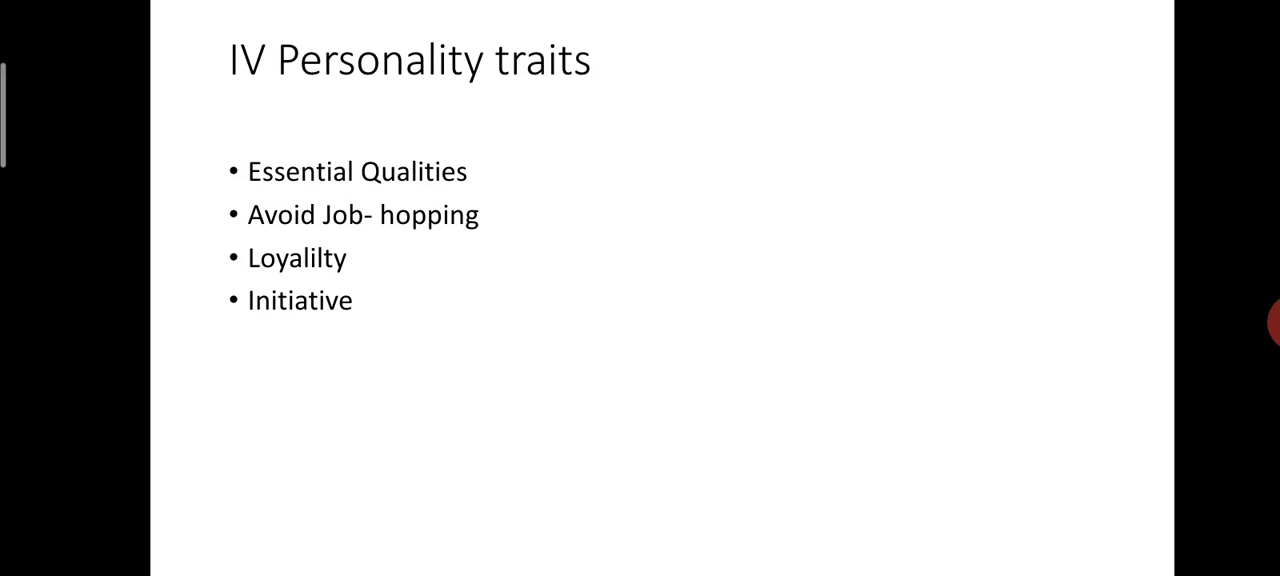 IV Personality traits
• Essential Qualities
• Avoid Job- hopping
• Loyalilty
• Initiative